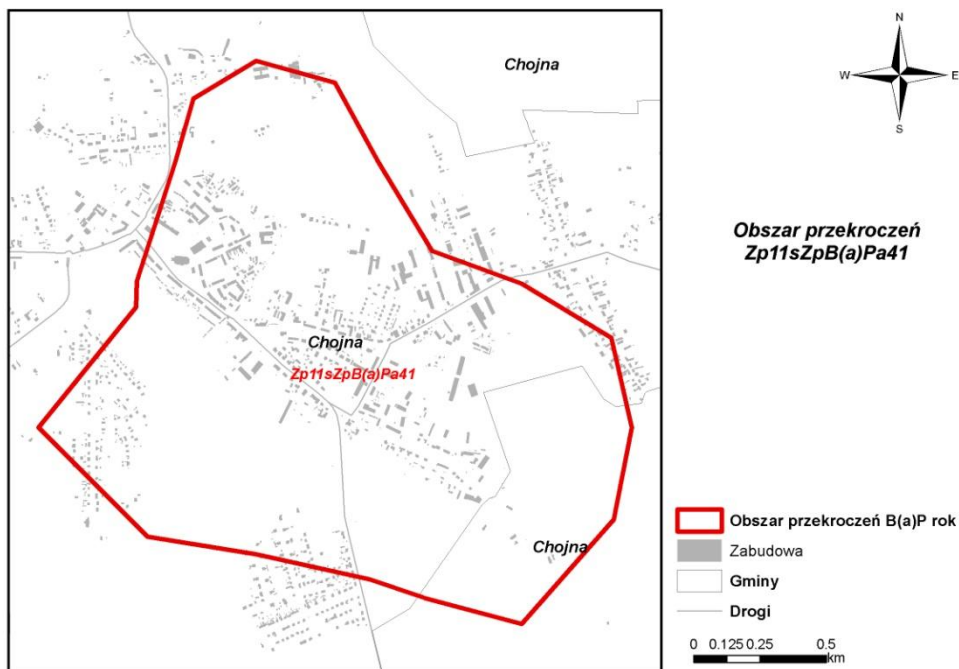 Chojna
Chojna
Zp11sZpB(a)Pa41
Chojna
N
W
E
S
Obszar przekroczeń
Zp11sZpB(a)Pa41
Obszar przekroczeń B(a)P rok
Zabudowa
Gminy
Drogi
0 0.125 0.25 0.5
km